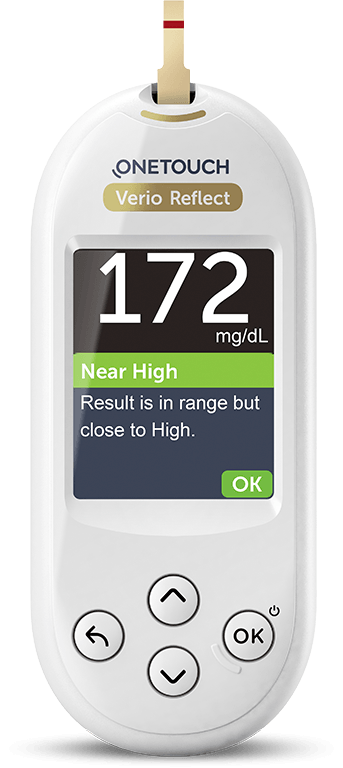 ONETOUCH
Verio Reflect
172
mg/dL
Near High
Result is in range but
close to High.
OK
OK